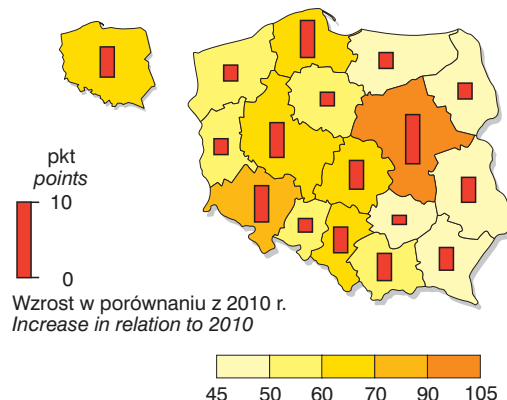 pkt
points
10
0
Wzrost w porównaniu z 2010 r.
Increase in relation to 2010
45 50 60 70 90 105